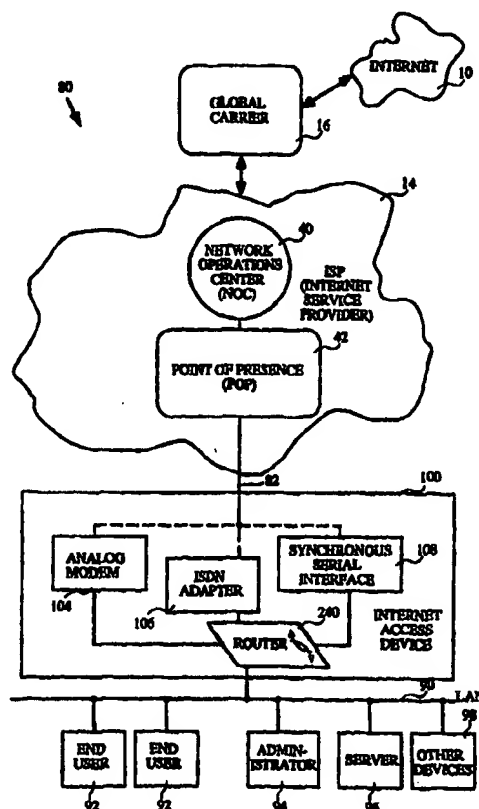 80
INTERNET
10
GLOBAL
CARRIER
16
14
40
NETWORK
OPERATIONS
CENTER
(NOC)
ISP
(INTERNET
SERVICE
PROVIDER)
42
POINT OF PRESENCE
(POP)
82
100
ANALOG
MODEM
104
ISDN
ADAPTER
106
SYNCHRONOUS
SERIAL
INTERFACE
108
240
ROUTER
INTERNET
ACCESS
DEVICE
90
LAN
END
USER
92
END
USER
92
ADMIN-
ISTRATOR
94
SERVER
96
OTHER
DEVICES
98